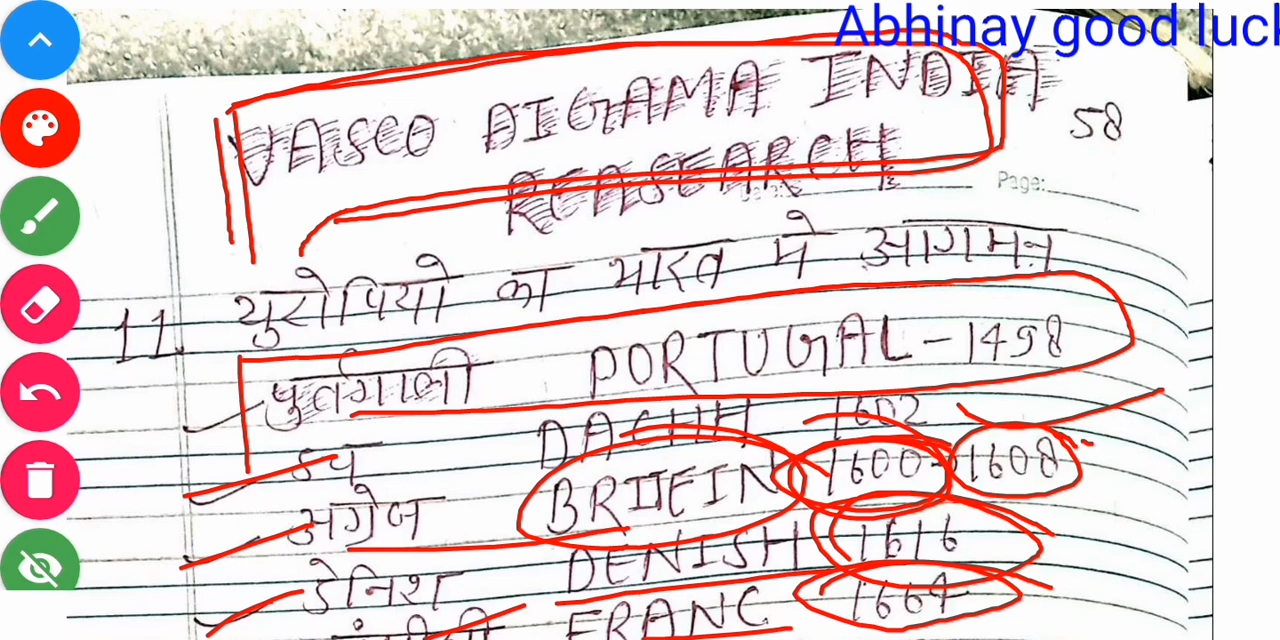 Abhinay good luck
VASCO DIGAMA INDIA
REASEARCH
58
Page:
11. युरोपियो का भारत मे आगमन
पुर्तगाली PORTUGAL - 1498
डच DACHH 1602
अंग्रेज BRITEIN 1600 - 1608
डेनिश DENISH 1616
FRANC 1664